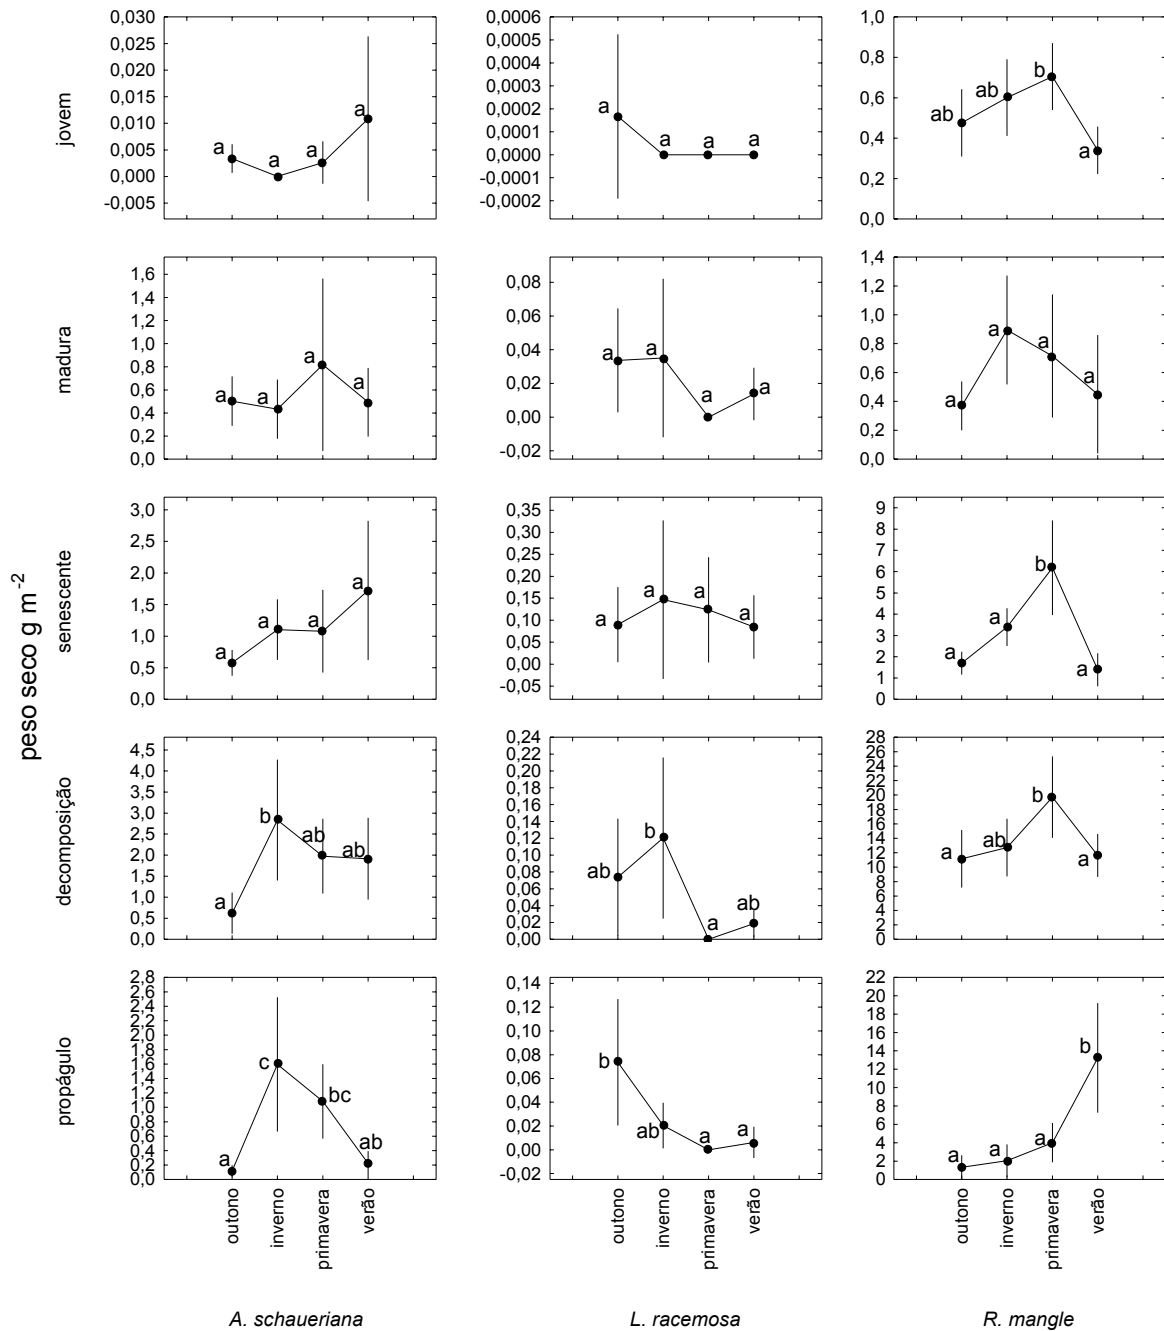 peso seco g m-2
jovem
0,030
0,025
0,020
0,015
0,010
0,005
0,000
-0,005
a
a
a
a
0,0006
0,0005
0,0004
0,0003
0,0002
0,0001
0,0000
-0,0001
-0,0002
a
a
a
a
1,0
0,8
0,6
0,4
0,2
0,0
ab
ab
b
a
madura
1,6
1,4
1,2
1,0
0,8
0,6
0,4
0,2
0,0
a
a
a
a
0,08
0,06
0,04
0,02
0,00
-0,02
a
a
a
a
1,4
1,2
1,0
0,8
0,6
0,4
0,2
0,0
a
a
a
a
senescente
3,0
2,5
2,0
1,5
1,0
0,5
0,0
a
a
a
a
0,35
0,30
0,25
0,20
0,15
0,10
0,05
0,00
-0,05
a
a
a
a
9
8
7
6
5
4
3
2
1
0
a
a
b
a
decomposição
4,5
4,0
3,5
3,0
2,5
2,0
1,5
1,0
0,5
0,0
a
b
ab
ab
0,24
0,22
0,20
0,18
0,16
0,14
0,12
0,10
0,08
0,06
0,04
0,02
0,00
ab
b
a
ab
28
26
24
22
20
18
16
14
12
10
8
6
4
2
0
a
ab
b
a
propágulo
2,8
2,6
2,4
2,2
2,0
1,8
1,6
1,4
1,2
1,0
0,8
0,6
0,4
0,2
0,0
a
c
bc
ab
0,14
0,12
0,10
0,08
0,06
0,04
0,02
0,00
-0,02
b
ab
a
a
22
20
18
16
14
12
10
8
6
4
2
0
a
a
a
b
outono
inverno
primavera
verão
outono
inverno
primavera
verão
outono
inverno
primavera
verão
A. schaueriana
L. racemosa
R. mangle